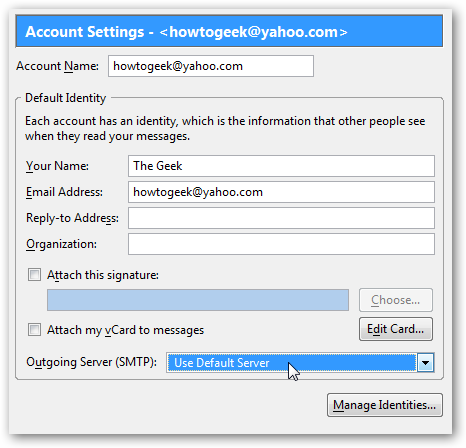 Account Settings - <howtogeek@yahoo.com>
Account Name: howtogeek@yahoo.com
Default Identity
Each account has an identity, which is the information that other people see
when they read your messages.
Your Name: The Geek
Email Address: howtogeek@yahoo.com
Reply-to Address:
Organization:
Attach this signature:
Choose...
Attach my vCard to messages Edit Card...
Outgoing Server (SMTP): Use Default Server
Manage Identities...